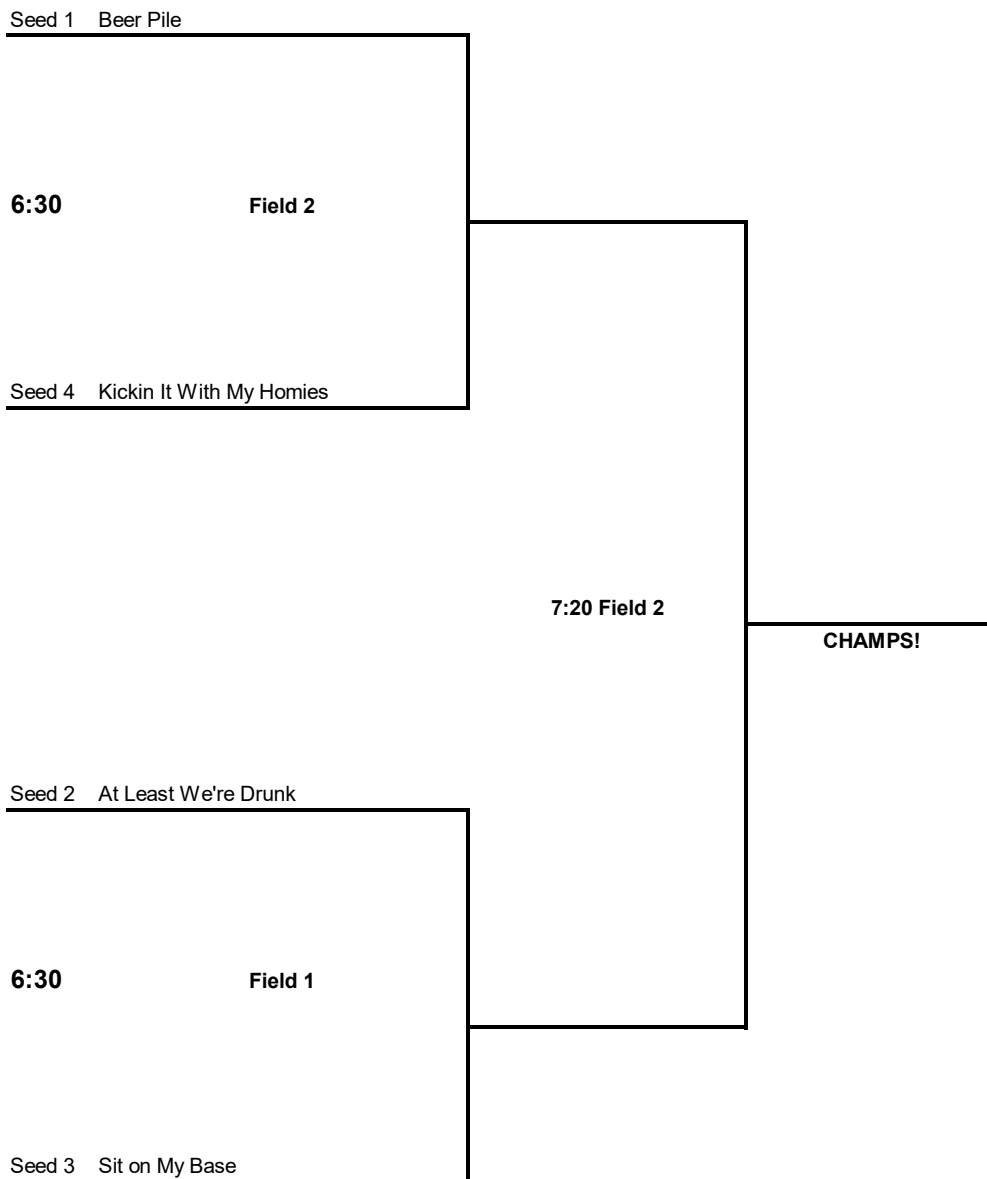 Seed 1 Beer Pile
6:30 Field 2
Seed 4 Kickin It With My Homies
7:20 Field 2
CHAMPS!
Seed 2 At Least We're Drunk
6:30 Field 1
Seed 3 Sit on My Base